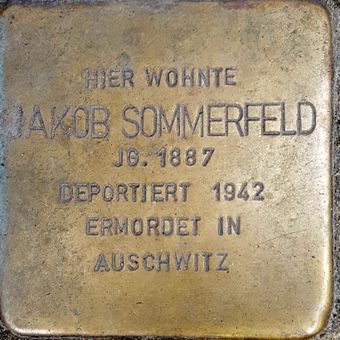 HIER WOHNTE
JAKOB SOMMERFELD
JG. 1887
DEPORTIERT 1942
ERMORDET IN
AUSCHWITZ